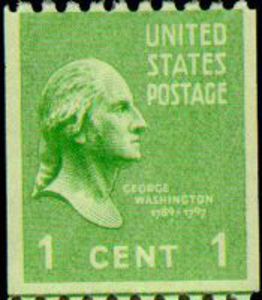 UNITED
STATES
POSTAGE
GEORGE
WASHINGTON
1789-1797
1 CENT 1